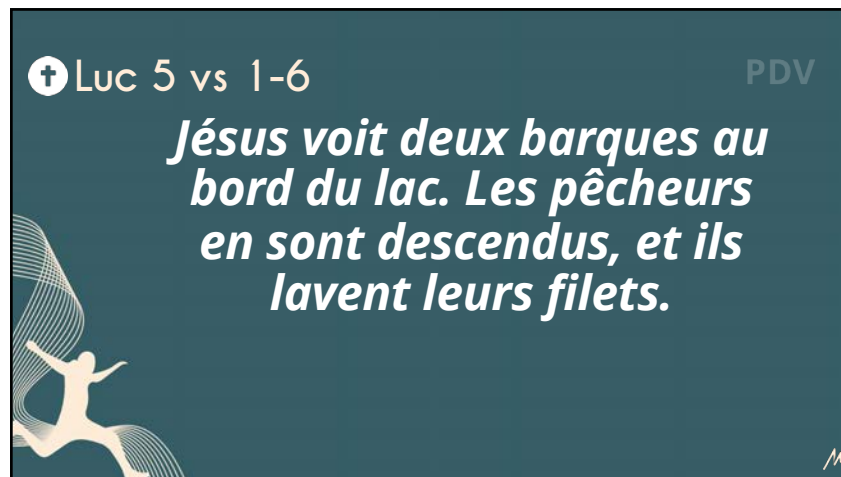 Luc 5 vs 1-6
PDV
Jésus voit deux barques au
bord du lac. Les pêcheurs
en sont descendus, et ils
lavent leurs filets.